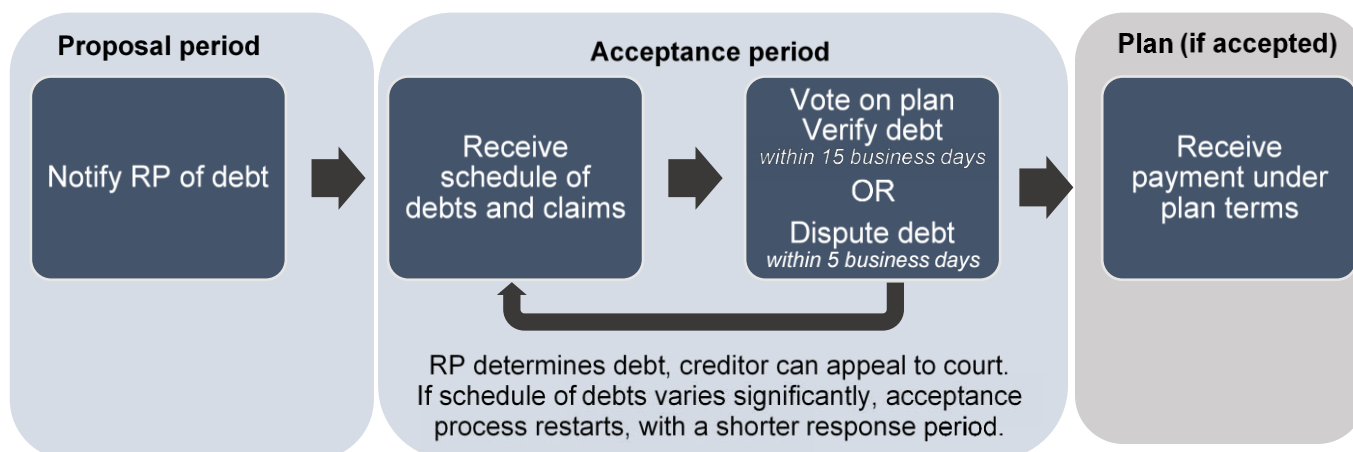 Proposal period
Notify RP of debt
Acceptance period
Receive
schedule of
debts and claims
Vote on plan
Verify debt
within 15 business days
OR
Dispute debt
within 5 business days
RP determines debt, creditor can appeal to court.
If schedule of debts varies significantly, acceptance
process restarts, with a shorter response period.
Plan (if accepted)
Receive
payment under
plan terms